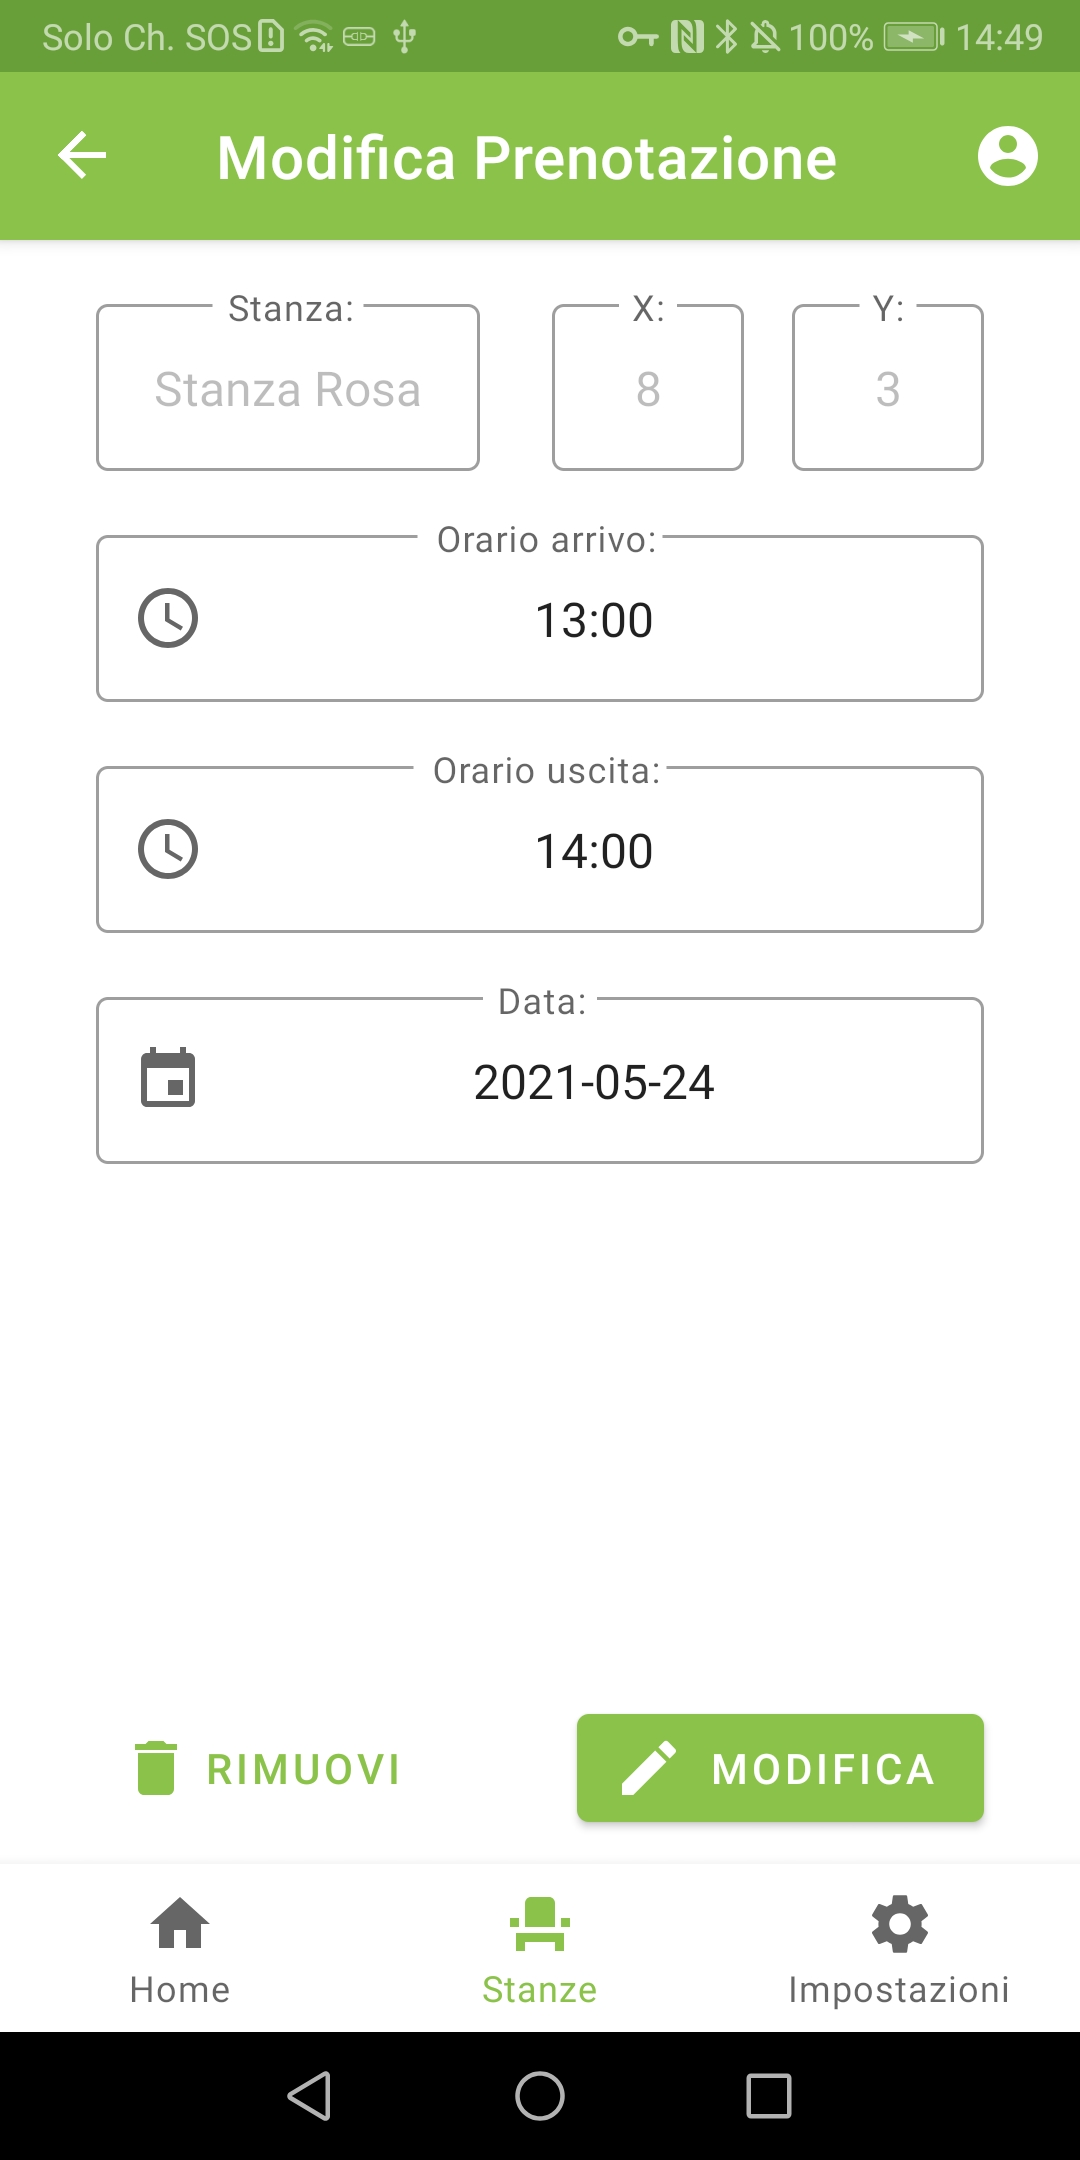 Solo Ch. SOS 100% 14:49
Modifica Prenotazione
Stanza: X: Y:
Stanza Rosa 8 3
Orario arrivo:
13:00
Orario uscita:
14:00
Data:
2021-05-24
RIMUOVI MODIFICA
Home Stanze Impostazioni